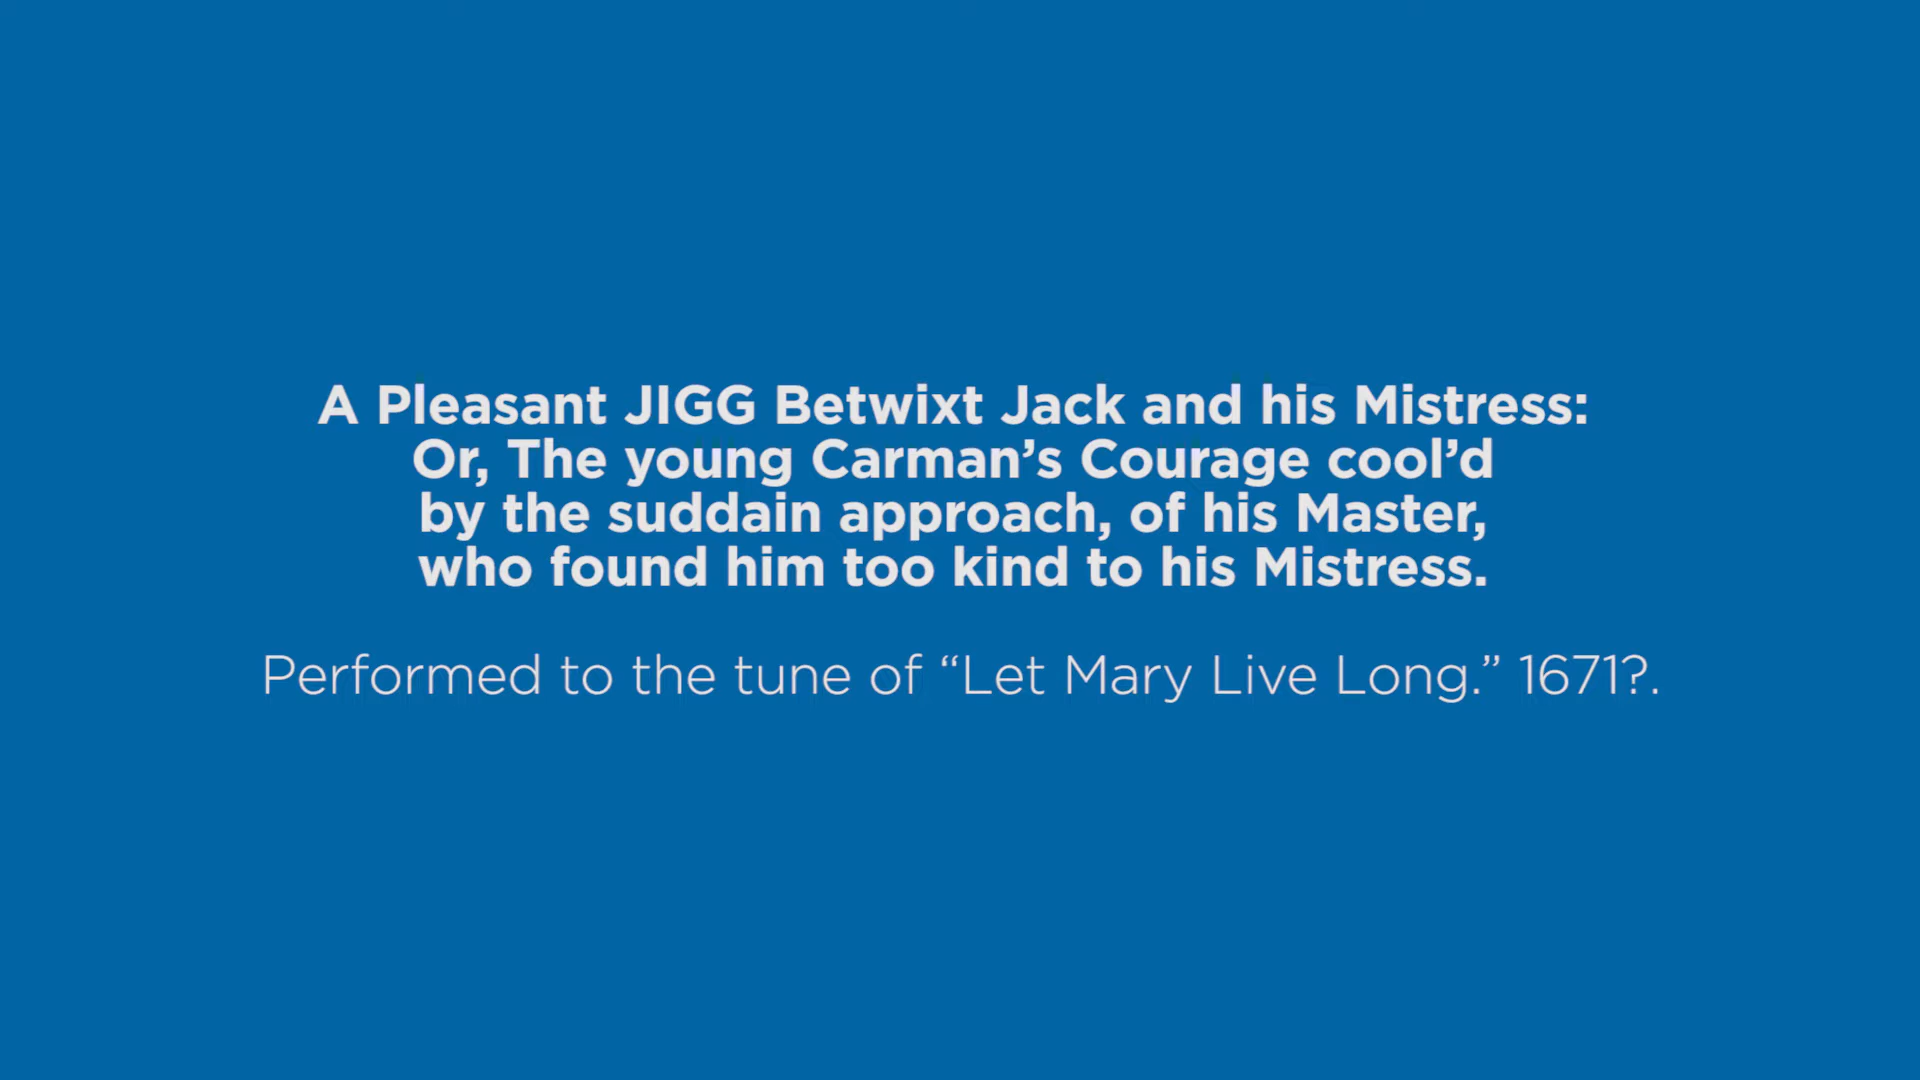 A Pleasant JIGG Betwixt Jack and his Mistress:
Or, The young Carman’s Courage cool’d
by the suddain approach, of his Master,
who found him too kind to his Mistress.
Performed to the tune of “Let Mary Live Long.” 1671?.